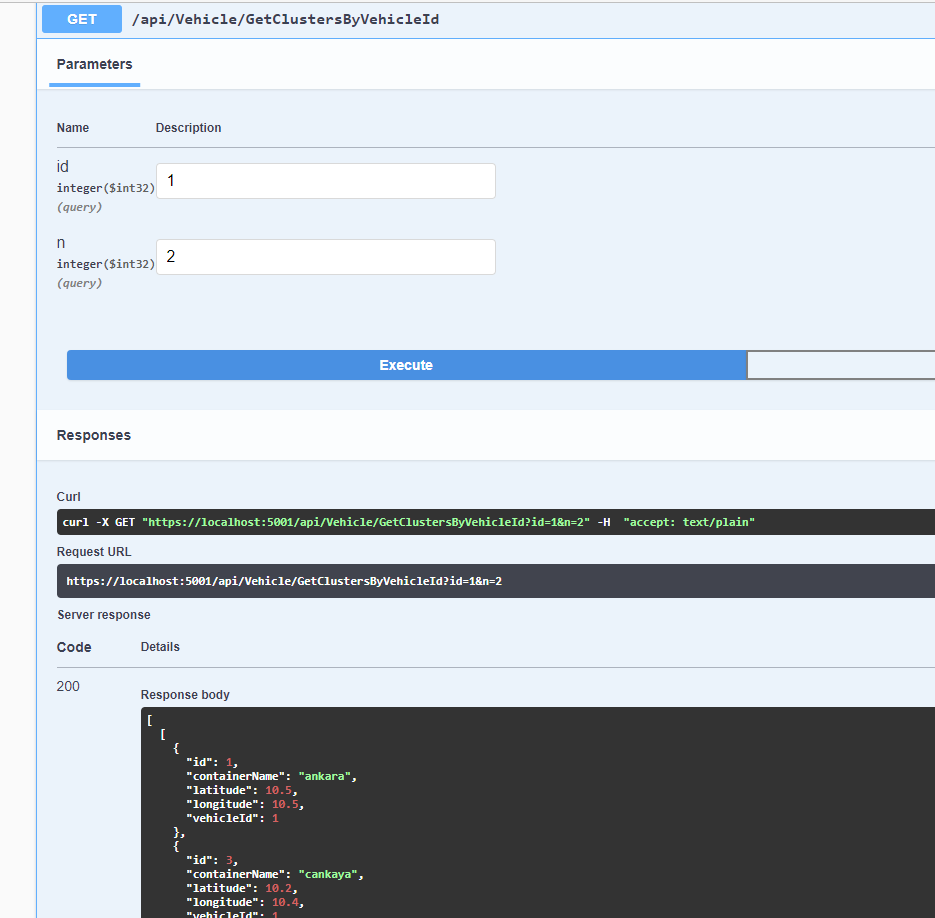 GET /api/Vehicle/GetClustersByVehicleId
Parameters
Name Description
id
integer($int32)
(query)
1
n
integer($int32)
(query)
2
Execute
Responses
Curl
curl -X GET "https://localhost:5001/api/Vehicle/GetClustersByVehicleId?id=1&n=2" -H  "accept: text/plain"
Request URL
https://localhost:5001/api/Vehicle/GetClustersByVehicleId?id=1&n=2
Server response
Code Details
200
Response body
[
  [
    {
      "id": 1,
      "containerName": "ankara",
      "latitude": 10.5,
      "longitude": 10.5,
      "vehicleId": 1
    },
    {
      "id": 3,
      "containerName": "cankaya",
      "latitude": 10.2,
      "longitude": 10.4,
      "vehicleId": 1